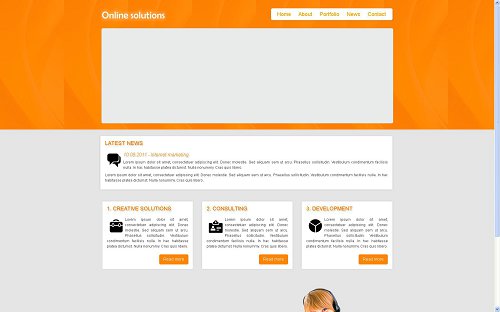 Online solutions
Home About Portfolio News Contact
LATEST NEWS
10.08.2011 - Internet marketing
Lorem ipsum dolor sit amet, consectetuer adipiscing elit. Donec molestie. Sed aliquam sem ut arcu. Phasellus sollicitudin. Vestibulum condimentum facilisis
nulla. In hac habitasse platea dictumst. Nulla nonummy. Cras quis libero.
Lorem ipsum dolor sit amet, consectetuer adipiscing elit. Donec molestie. Sed aliquam sem ut arcu. Phasellus sollicitudin. Vestibulum condimentum facilisis nulla. In hac
habitasse platea dictumst. Nulla nonummy. Cras quis libero.
1. CREATIVE SOLUTIONS
Lorem ipsum dolor sit amet,
consectetuer adipiscing elit. Donec
molestie. Sed aliquam sem ut arcu.
Phasellus sollicitudin. Vestibulum
condimentum facilisis nulla. In hac habitasse
platea dictumst. Nulla nonummy. Cras quis libero.
Read more
2. CONSULTING
Lorem ipsum dolor sit amet,
consectetuer adipiscing elit. Donec
molestie. Sed aliquam sem ut arcu.
Phasellus sollicitudin. Vestibulum
condimentum facilisis nulla. In hac habitasse
platea dictumst. Nulla nonummy. Cras quis libero.
Read more
3. DEVELOPMENT
Lorem ipsum dolor sit amet,
consectetuer adipiscing elit. Donec
molestie. Sed aliquam sem ut arcu.
Phasellus sollicitudin. Vestibulum
condimentum facilisis nulla. In hac habitasse
platea dictumst. Nulla nonummy. Cras quis libero.
Read more